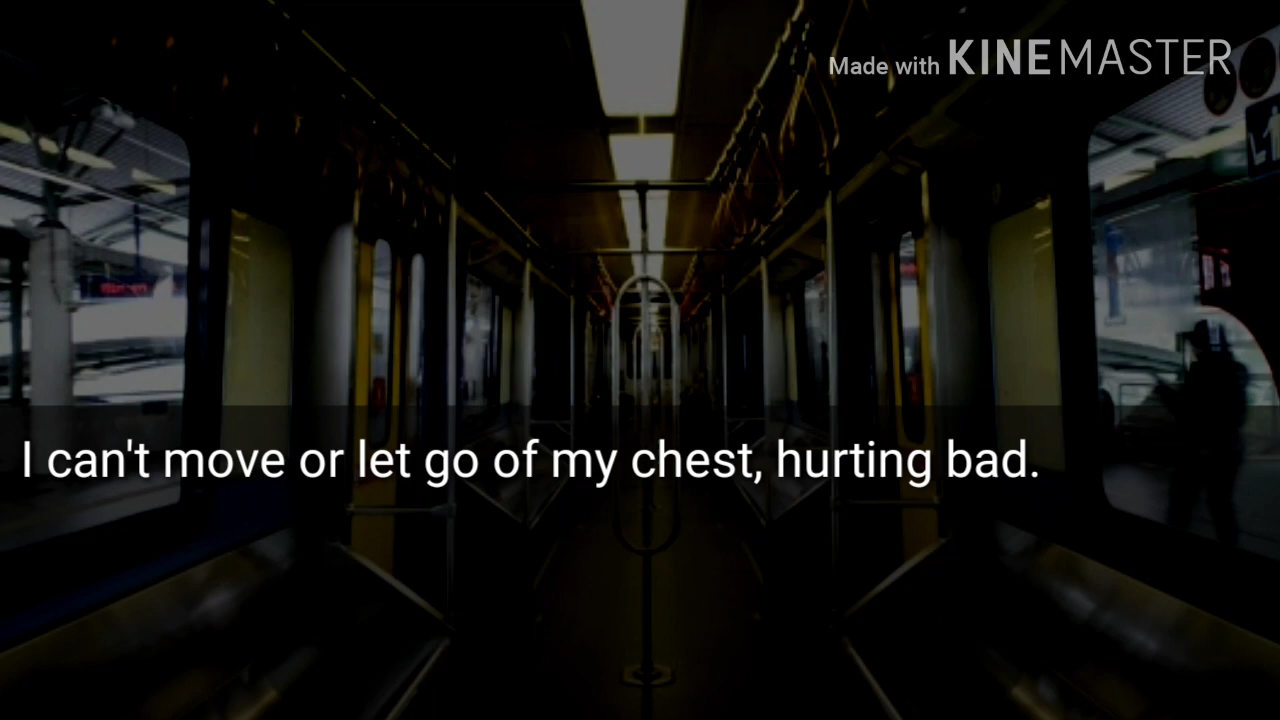 Made with KINEMASTER
I can't move or let go of my chest, hurting bad.